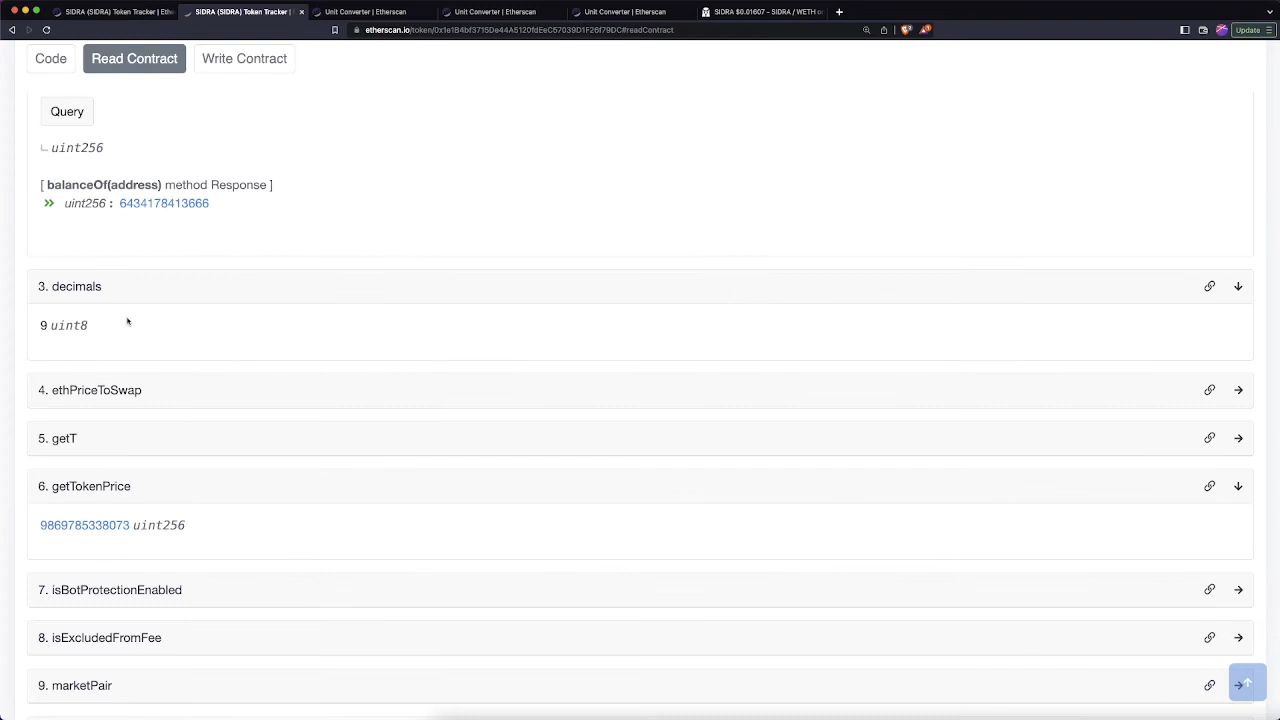 SIDRA (SIDRA) Token Tracker | Ethe
SIDRA (SIDRA) Token Tracker |
Unit Converter | Etherscan
Unit Converter | Etherscan
Unit Converter | Etherscan
SIDRA $0.01607 - SIDRA / WETH o
etherscan.io/token/0x1e1B4bf3715De44A5120fdEeC57039D1F26f79DC#readContract
Update
Code
Read Contract
Write Contract
Query
uint256
[ balanceOf(address) method Response ]
uint256 : 6434178413666
3. decimals
9 uint8
4. ethPriceToSwap
5. getT
6. getTokenPrice
9869785338073 uint256
7. isBotProtectionEnabled
8. isExcludedFromFee
9. marketPair